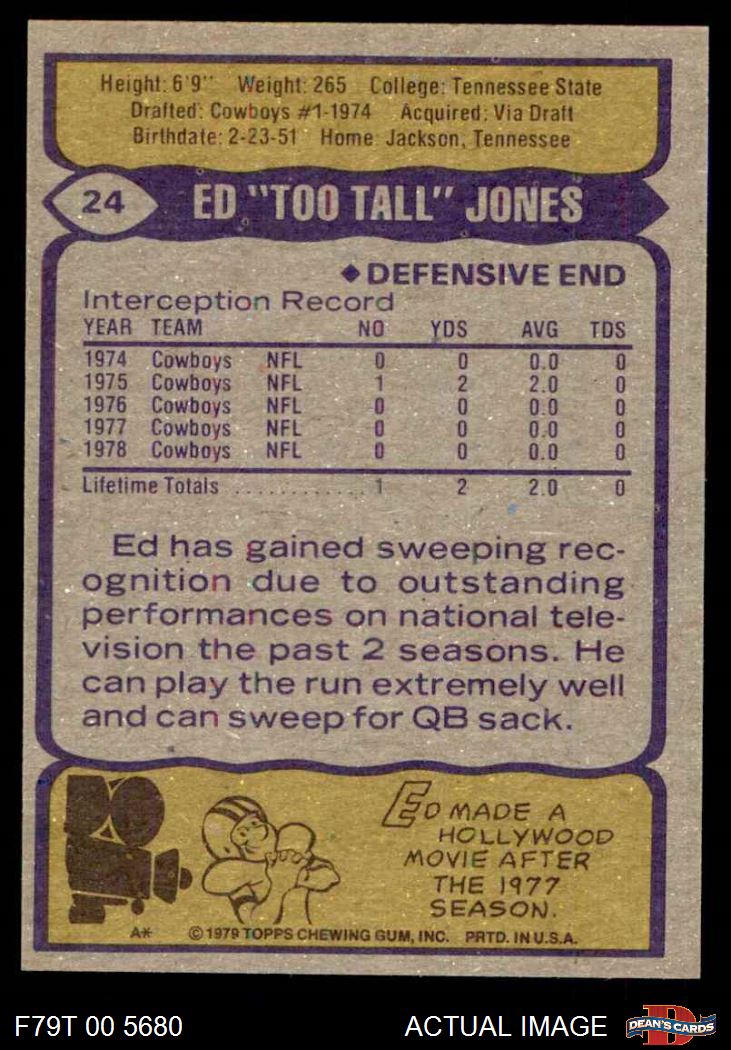 Height: 6'9" Weight: 265 College: Tennessee State
Drafted: Cowboys #1-1974 Acquired: Via Draft
Birthdate: 2-23-51 Home: Jackson, Tennessee
24 ED "TOO TALL" JONES
◆ DEFENSIVE END
Interception Record
YEAR TEAM NO YDS AVG TDS
1974 Cowboys NFL 0 0 0.0 0
1975 Cowboys NFL 1 2 2.0 0
1976 Cowboys NFL 0 0 0.0 0
1977 Cowboys NFL 0 0 0.0 0
1978 Cowboys NFL 0 0 0.0 0
Lifetime Totals ............ 1 2 2.0 0
Ed has gained sweeping rec-
ognition due to outstanding
performances on national tele-
vision the past 2 seasons. He
can play the run extremely well
and can sweep for QB sack.
ED MADE A
HOLLYWOOD
MOVIE AFTER
THE 1977
SEASON.
A* © 1979 TOPPS CHEWING GUM, INC. PRTD. IN U.S.A.
F79T 00 5680 ACTUAL IMAGE DEAN'S CARDS